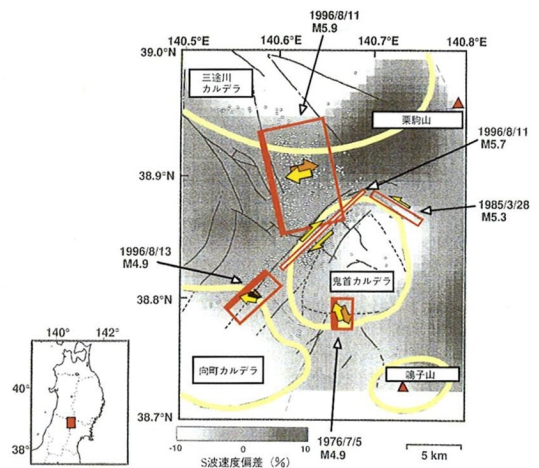 1996/8/11
M5.9
140.5°E
140.6°E
140.7°E
140.8°E
39.0°N
三途川
カルデラ
栗駒山
1996/8/11
M5.7
38.9°
1985/3/28
M5.3
1996/8/13
M4.9
38.8°
鬼首カルデラ
向町カルデラ
鳴子山
38.7°
140°
142°
40°
38°
-10
0
10
S波速度偏差（%）
1976/7/5
M4.9
5 km